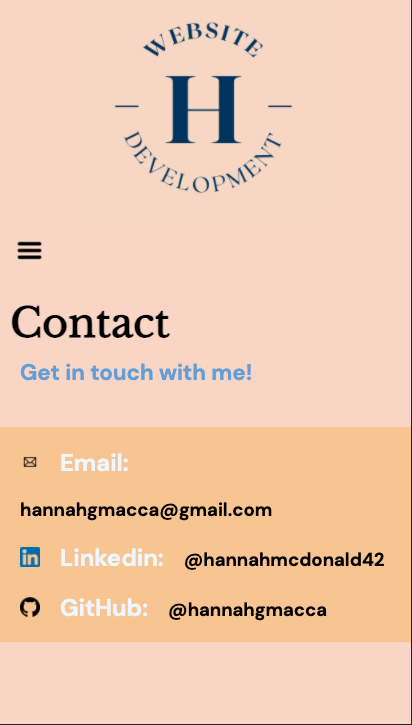 WEBSITE
H
DEVELOPMENT
Contact
Get in touch with me!
Email:
hannahgmacca@gmail.com
Linkedin: @hannahmcdonald42
GitHub: @hannahgmacca